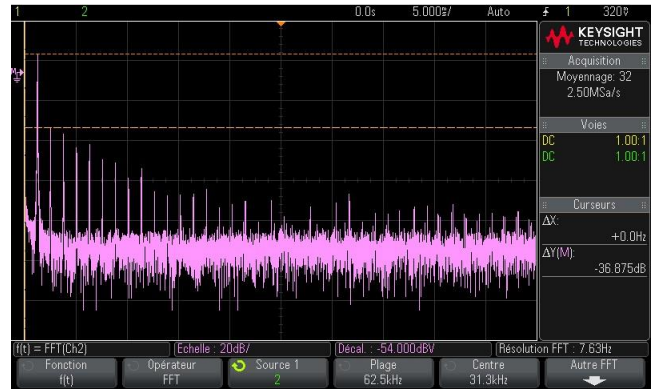 1 2 0.0s 5.000s/ Auto 1 320V
KEYSIGHT
TECHNOLOGIES
Acquisition
Moyennage: 32
2.50MSa/s
Voies
DC 1.00:1
DC 1.00:1
Curseurs
ΔX:
+0.0Hz
ΔY(M):
-36.875dB
f(t) = FFT(Ch2) Echelle : 20dB/ Décal. : -54.000dBV Résolution FFT : 7.63Hz
Fonction Opérateur Source 1 Plage Centre Autre FFT
f(t) FFT 2 62.5kHz 31.3kHz